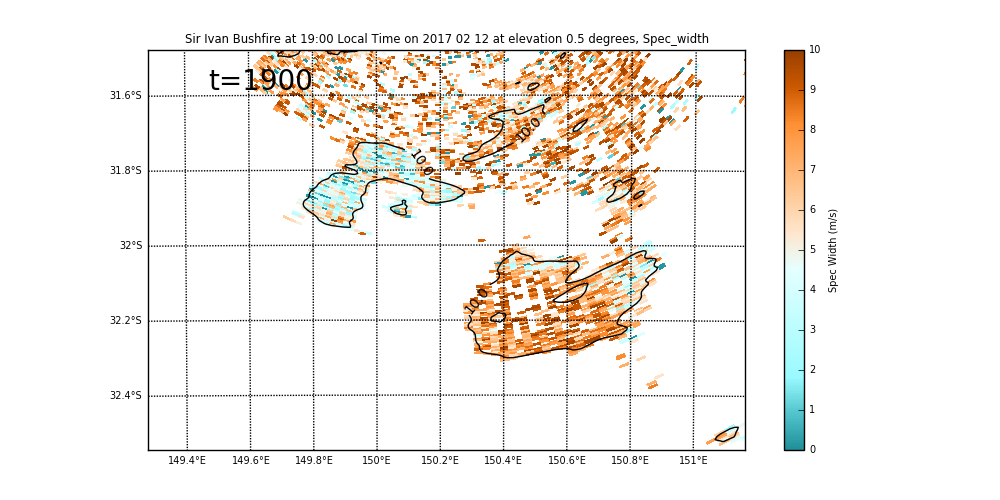 Sir Ivan Bushfire at 19:00 Local Time on 2017 02 12 at elevation 0.5 degrees, Spec_width
t=1900
31.6°S
31.8°S
32°S
32.2°S
32.4°S
149.4°E 149.6°E 149.8°E 150°E 150.2°E 150.4°E 150.6°E 150.8°E 151°E
10
9
8
7
6
5
4
3
2
1
0
Spec Width (m/s)
10.0